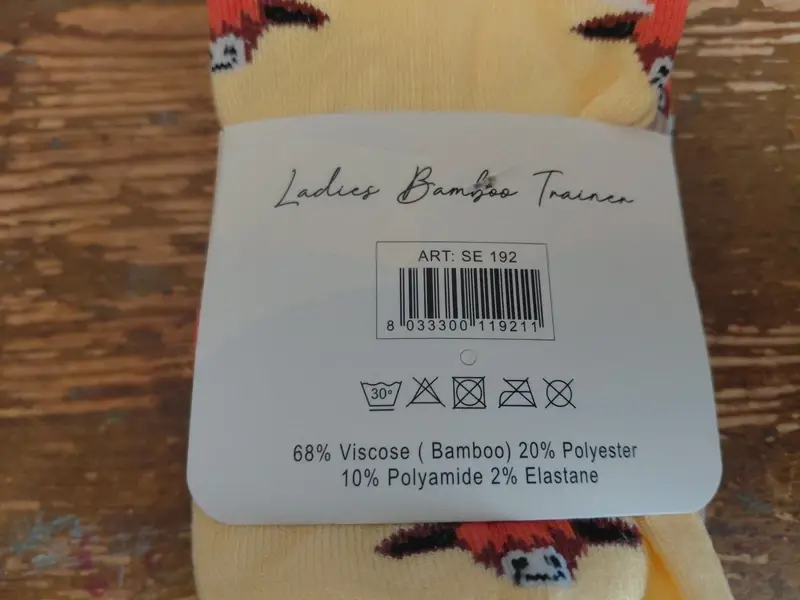 Ladies Bamboo Trainer
ART: SE 192
8 033300 119211
30°
68% Viscose ( Bamboo) 20% Polyester
10% Polyamide 2% Elastane